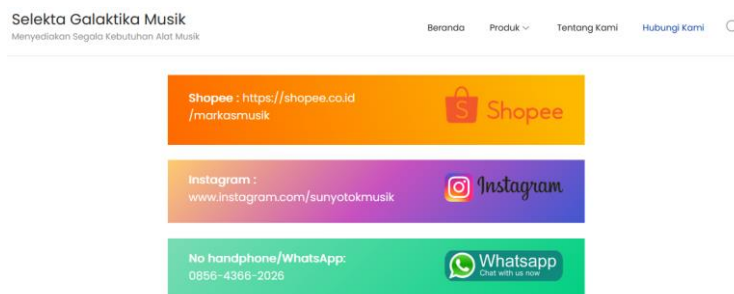 Selekta Galaktika Musik
Menyediakan Segala Kebutuhan Alat Musik
Beranda Produk Tentang Kami Hubungi Kami
Shopee : https://shopee.co.id
/markasmusik
Shopee
Instagram :
www.instagram.com/sunyotokmusik
Instagram
No handphone/WhatsApp:
0856-4366-2026
Whatsapp
Chat with us now